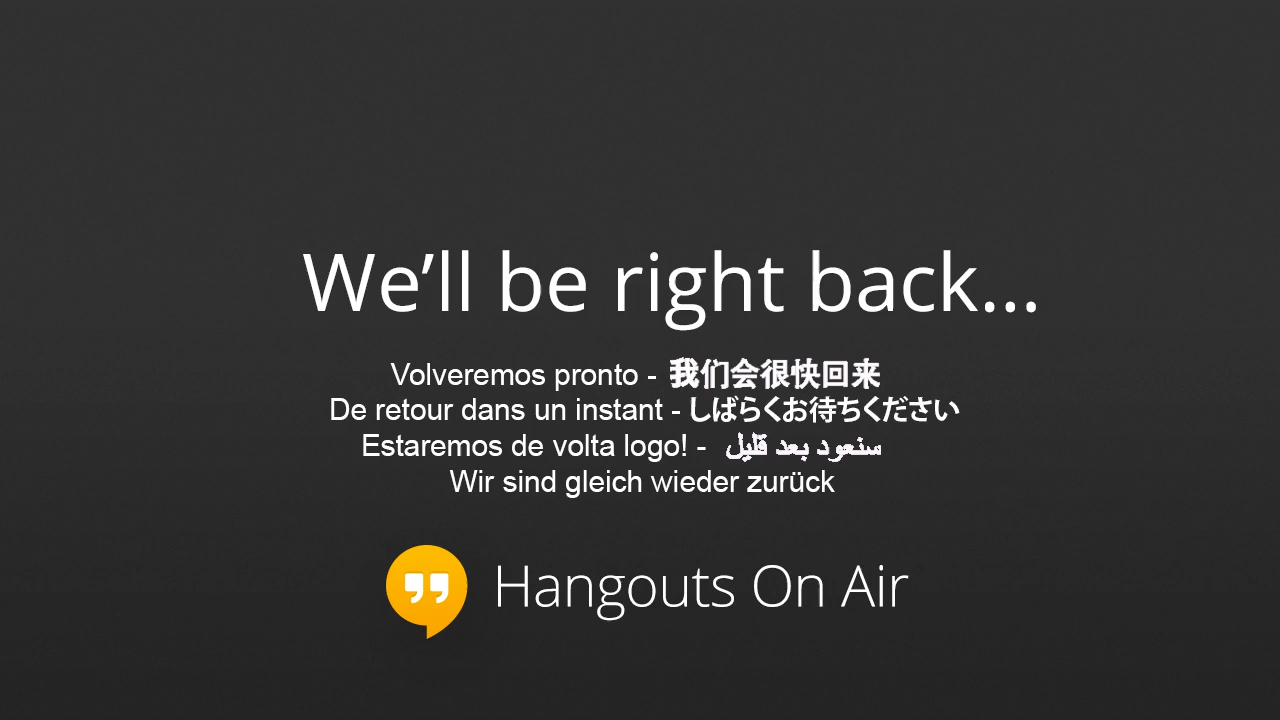 We’ll be right back...
Volveremos pronto - 我们会很快回来
De retour dans un instant - しばらくお待ちください
Estaremos de volta logo! - سنعود بعد قليل
Wir sind gleich wieder zurück
Hangouts On Air